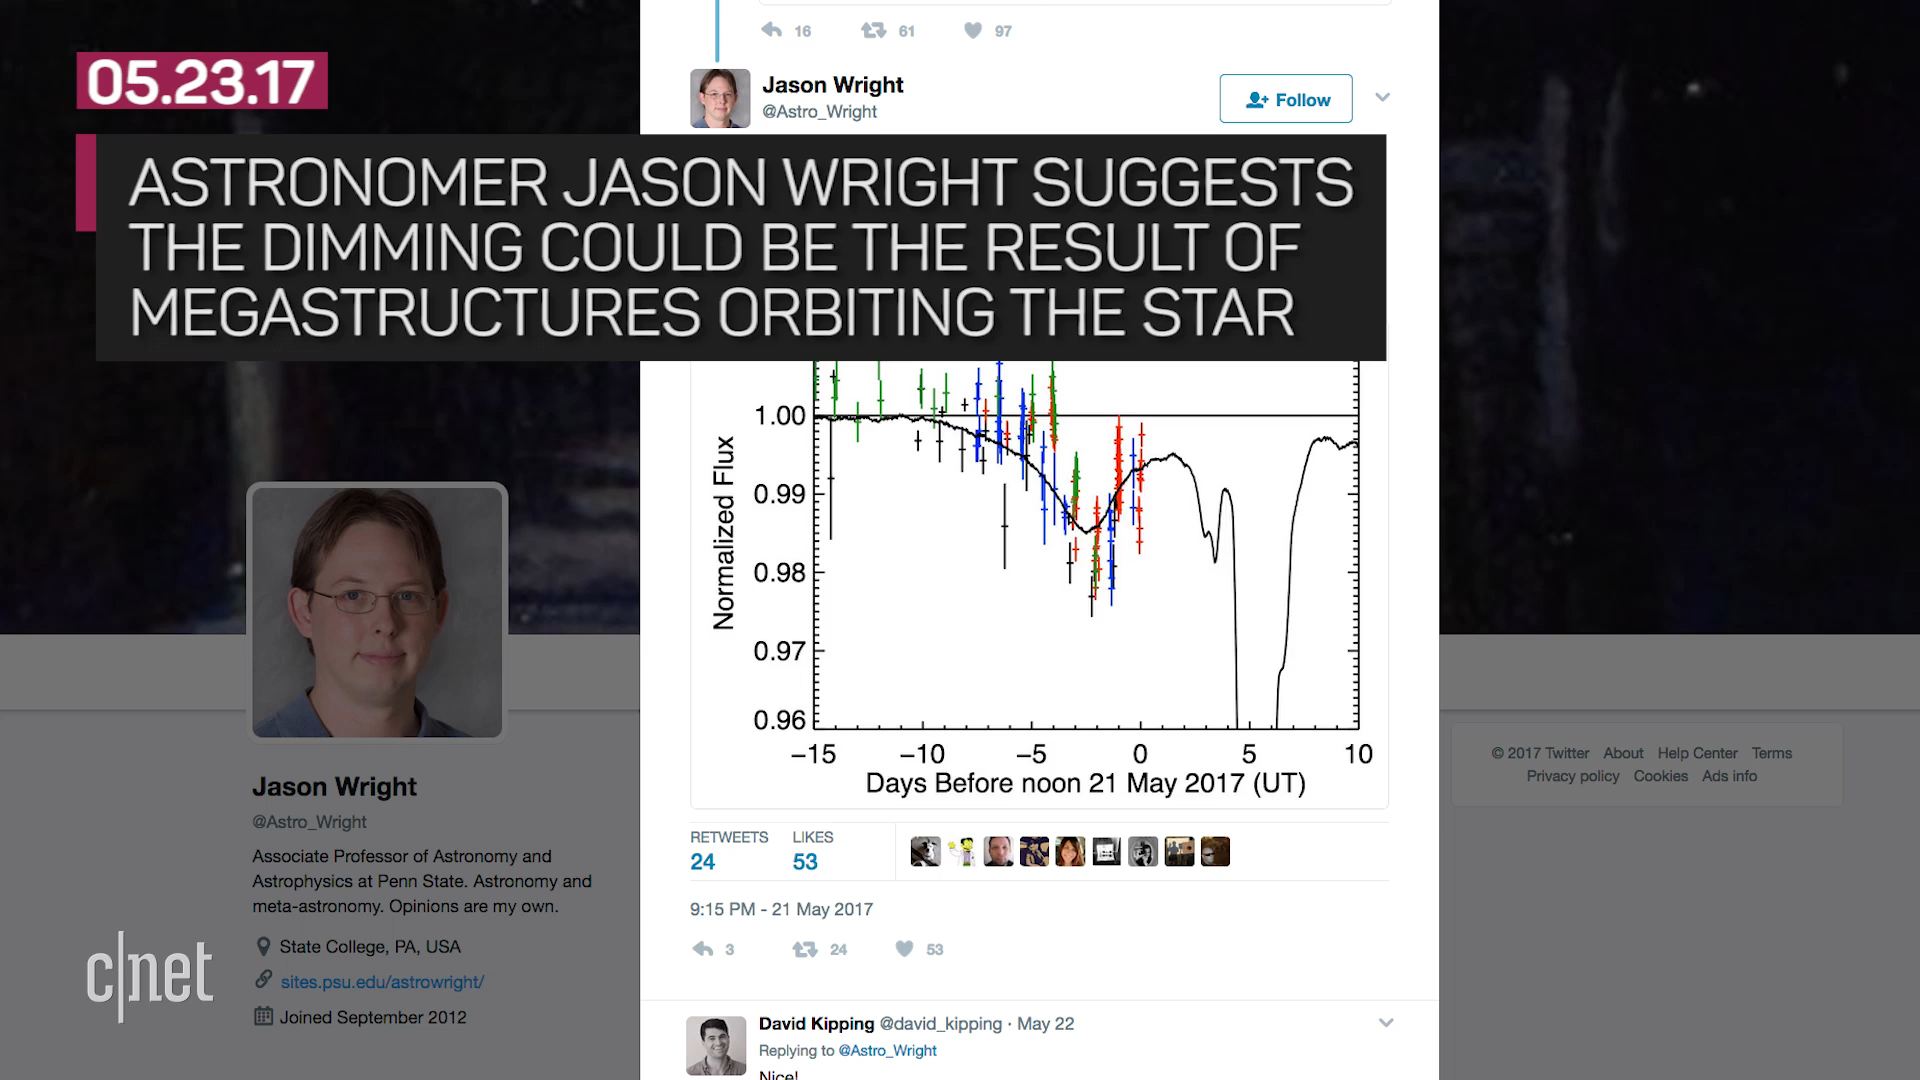 16 61 97
05.23.17
Jason Wright
@Astro_Wright
Follow
ASTRONOMER JASON WRIGHT SUGGESTS
THE DIMMING COULD BE THE RESULT OF
MEGASTRUCTURES ORBITING THE STAR
1.00
0.99
0.98
0.97
0.96
Normalized Flux
−15 −10 −5 0 5 10
Days Before noon 21 May 2017 (UT)
RETWEETS LIKES
24 53
9:15 PM - 21 May 2017
3 24 53
David Kipping @david_kipping · May 22
Replying to @Astro_Wright
Nice!
Jason Wright
@Astro_Wright
Associate Professor of Astronomy and
Astrophysics at Penn State. Astronomy and
meta-astronomy. Opinions are my own.
State College, PA, USA
sites.psu.edu/astrowright/
Joined September 2012
c|net
© 2017 Twitter About Help Center Terms
Privacy policy Cookies Ads info